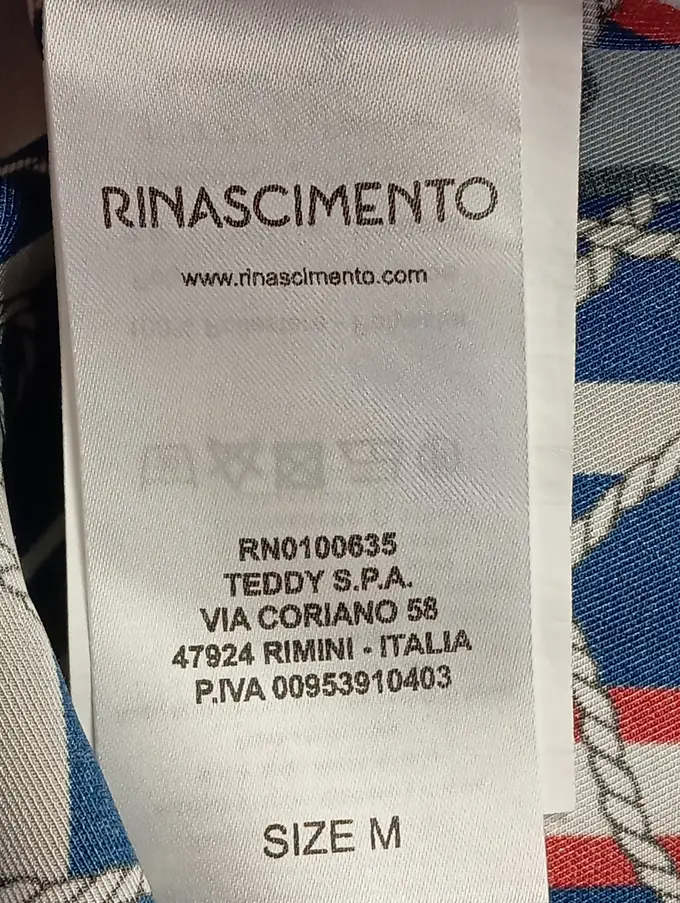 RINASCIMENTO
www.rinascimento.com
RN0100635
TEDDY S.P.A.
VIA CORIANO 58
47924 RIMINI - ITALIA
P.IVA 00953910403
SIZE M